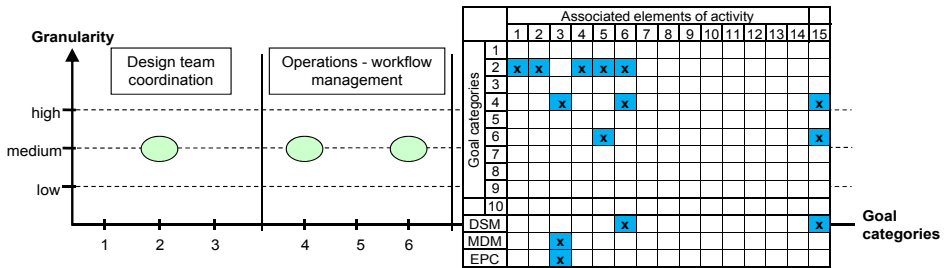 Associated elements of activity
1 2 3 4 5 6 7 8 9 10 11 12 13 14 15
Granularity
Design team
coordination
Operations - workflow
management
high
medium
low
1 2 3 4 5 6
Goal categories
1
2 x x x x x
3
4 x x x
5
6 x x
7
8
9
10
DSM x x
MDM x
EPC x
Goal
categories